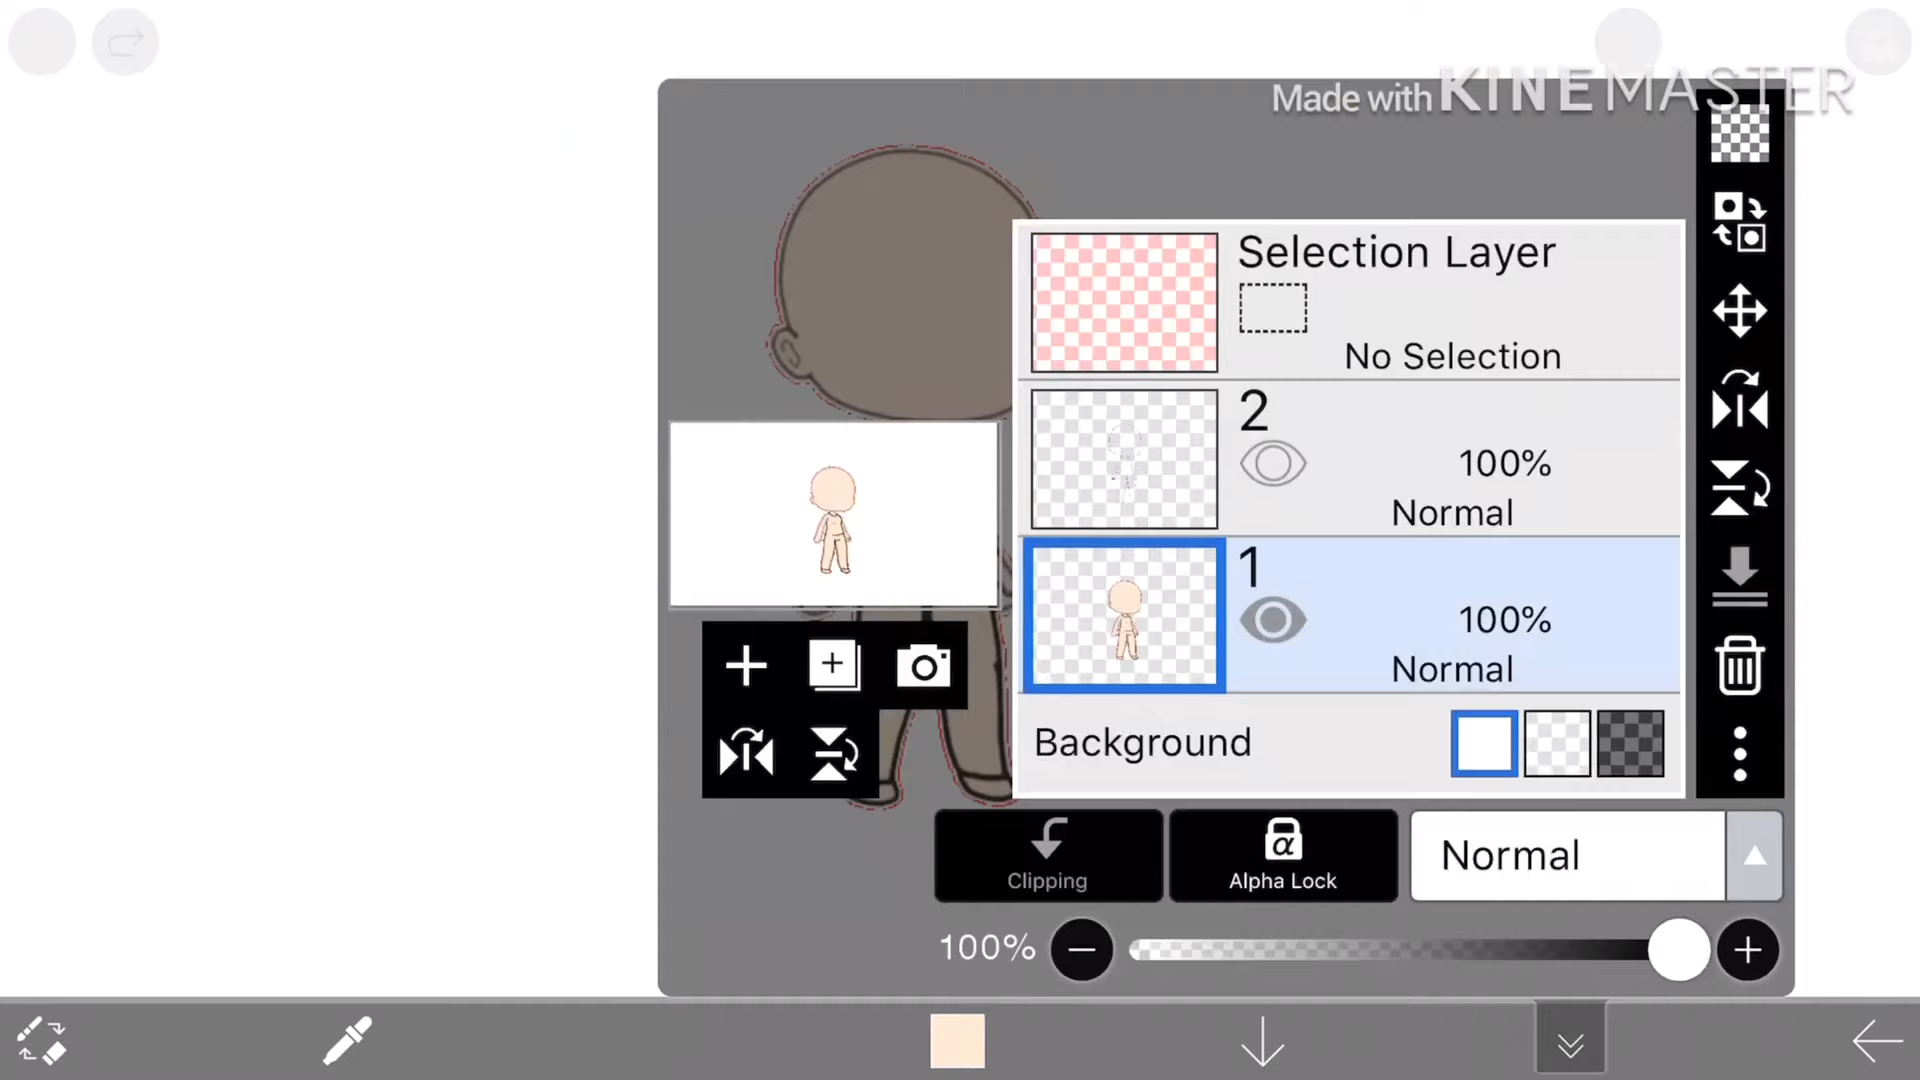 Made with KINEMASTER
Selection Layer
No Selection
2
100%
Normal
1
100%
Normal
Background
Clipping
α
Alpha Lock
Normal
100%